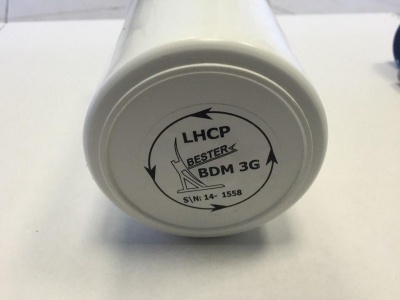 LHCP
BESTER
BDM 3G
S\N: 14- 1558